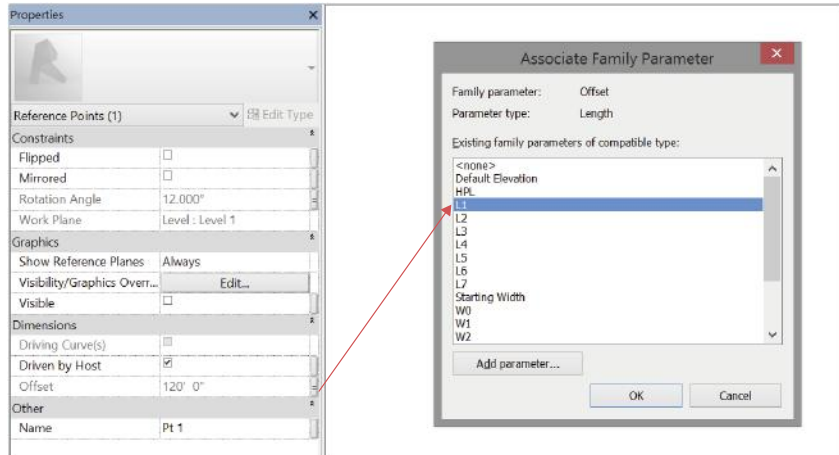 Properties
Reference Points (1)
Edit Type
Constraints
Flipped
Mirrored
Rotation Angle 12.000°
Work Plane Level : Level 1
Graphics
Show Reference Planes Always
Visibility/Graphics Overr... Edit...
Visible
Dimensions
Driving Curve(s)
Driven by Host
Offset 120' 0"
Other
Name Pt 1
Associate Family Parameter
Family parameter: Offset
Parameter type: Length
Existing family parameters of compatible type:
<none>
Default Elevation
HPL
L1
L2
L3
L4
L5
L6
L7
Starting Width
W0
W1
W2
Add parameter...
OK Cancel